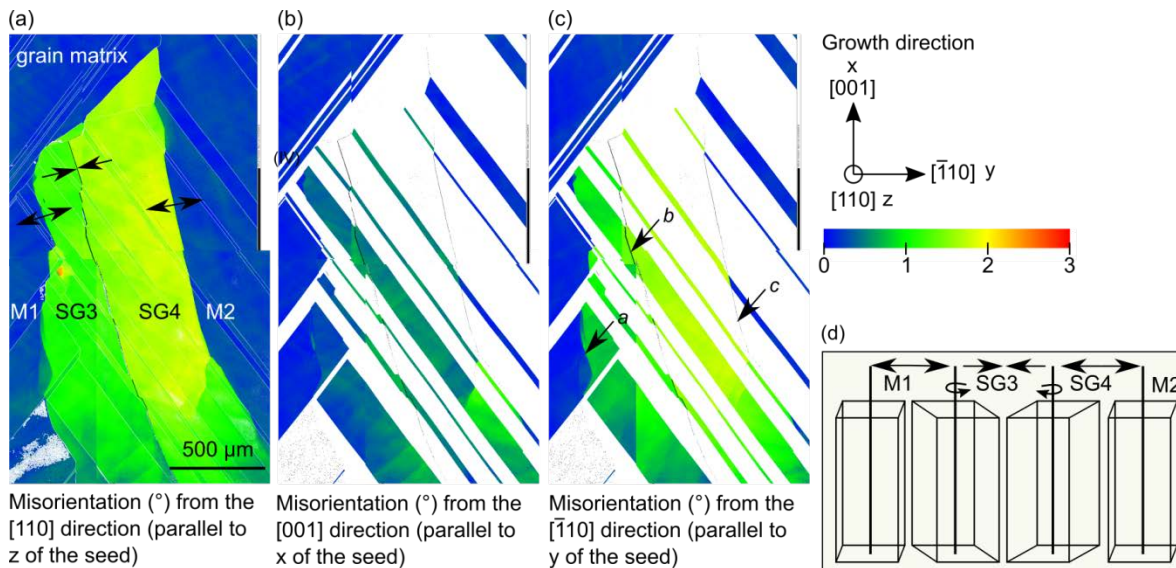 (a)
grain matrix
M1
SG3
SG4
M2
500 µm
Misorientation (°) from the
[110] direction (parallel to
z of the seed)
(b)
(IV)
Misorientation (°) from the
[001] direction (parallel to
x of the seed)
(c)
a
b
c
Misorientation (°) from the
[1̅10] direction (parallel to
y of the seed)
Growth direction
x
[001]
[1̅10] y
[110] z
0 1 2 3
(d)
M1
SG3
SG4
M2